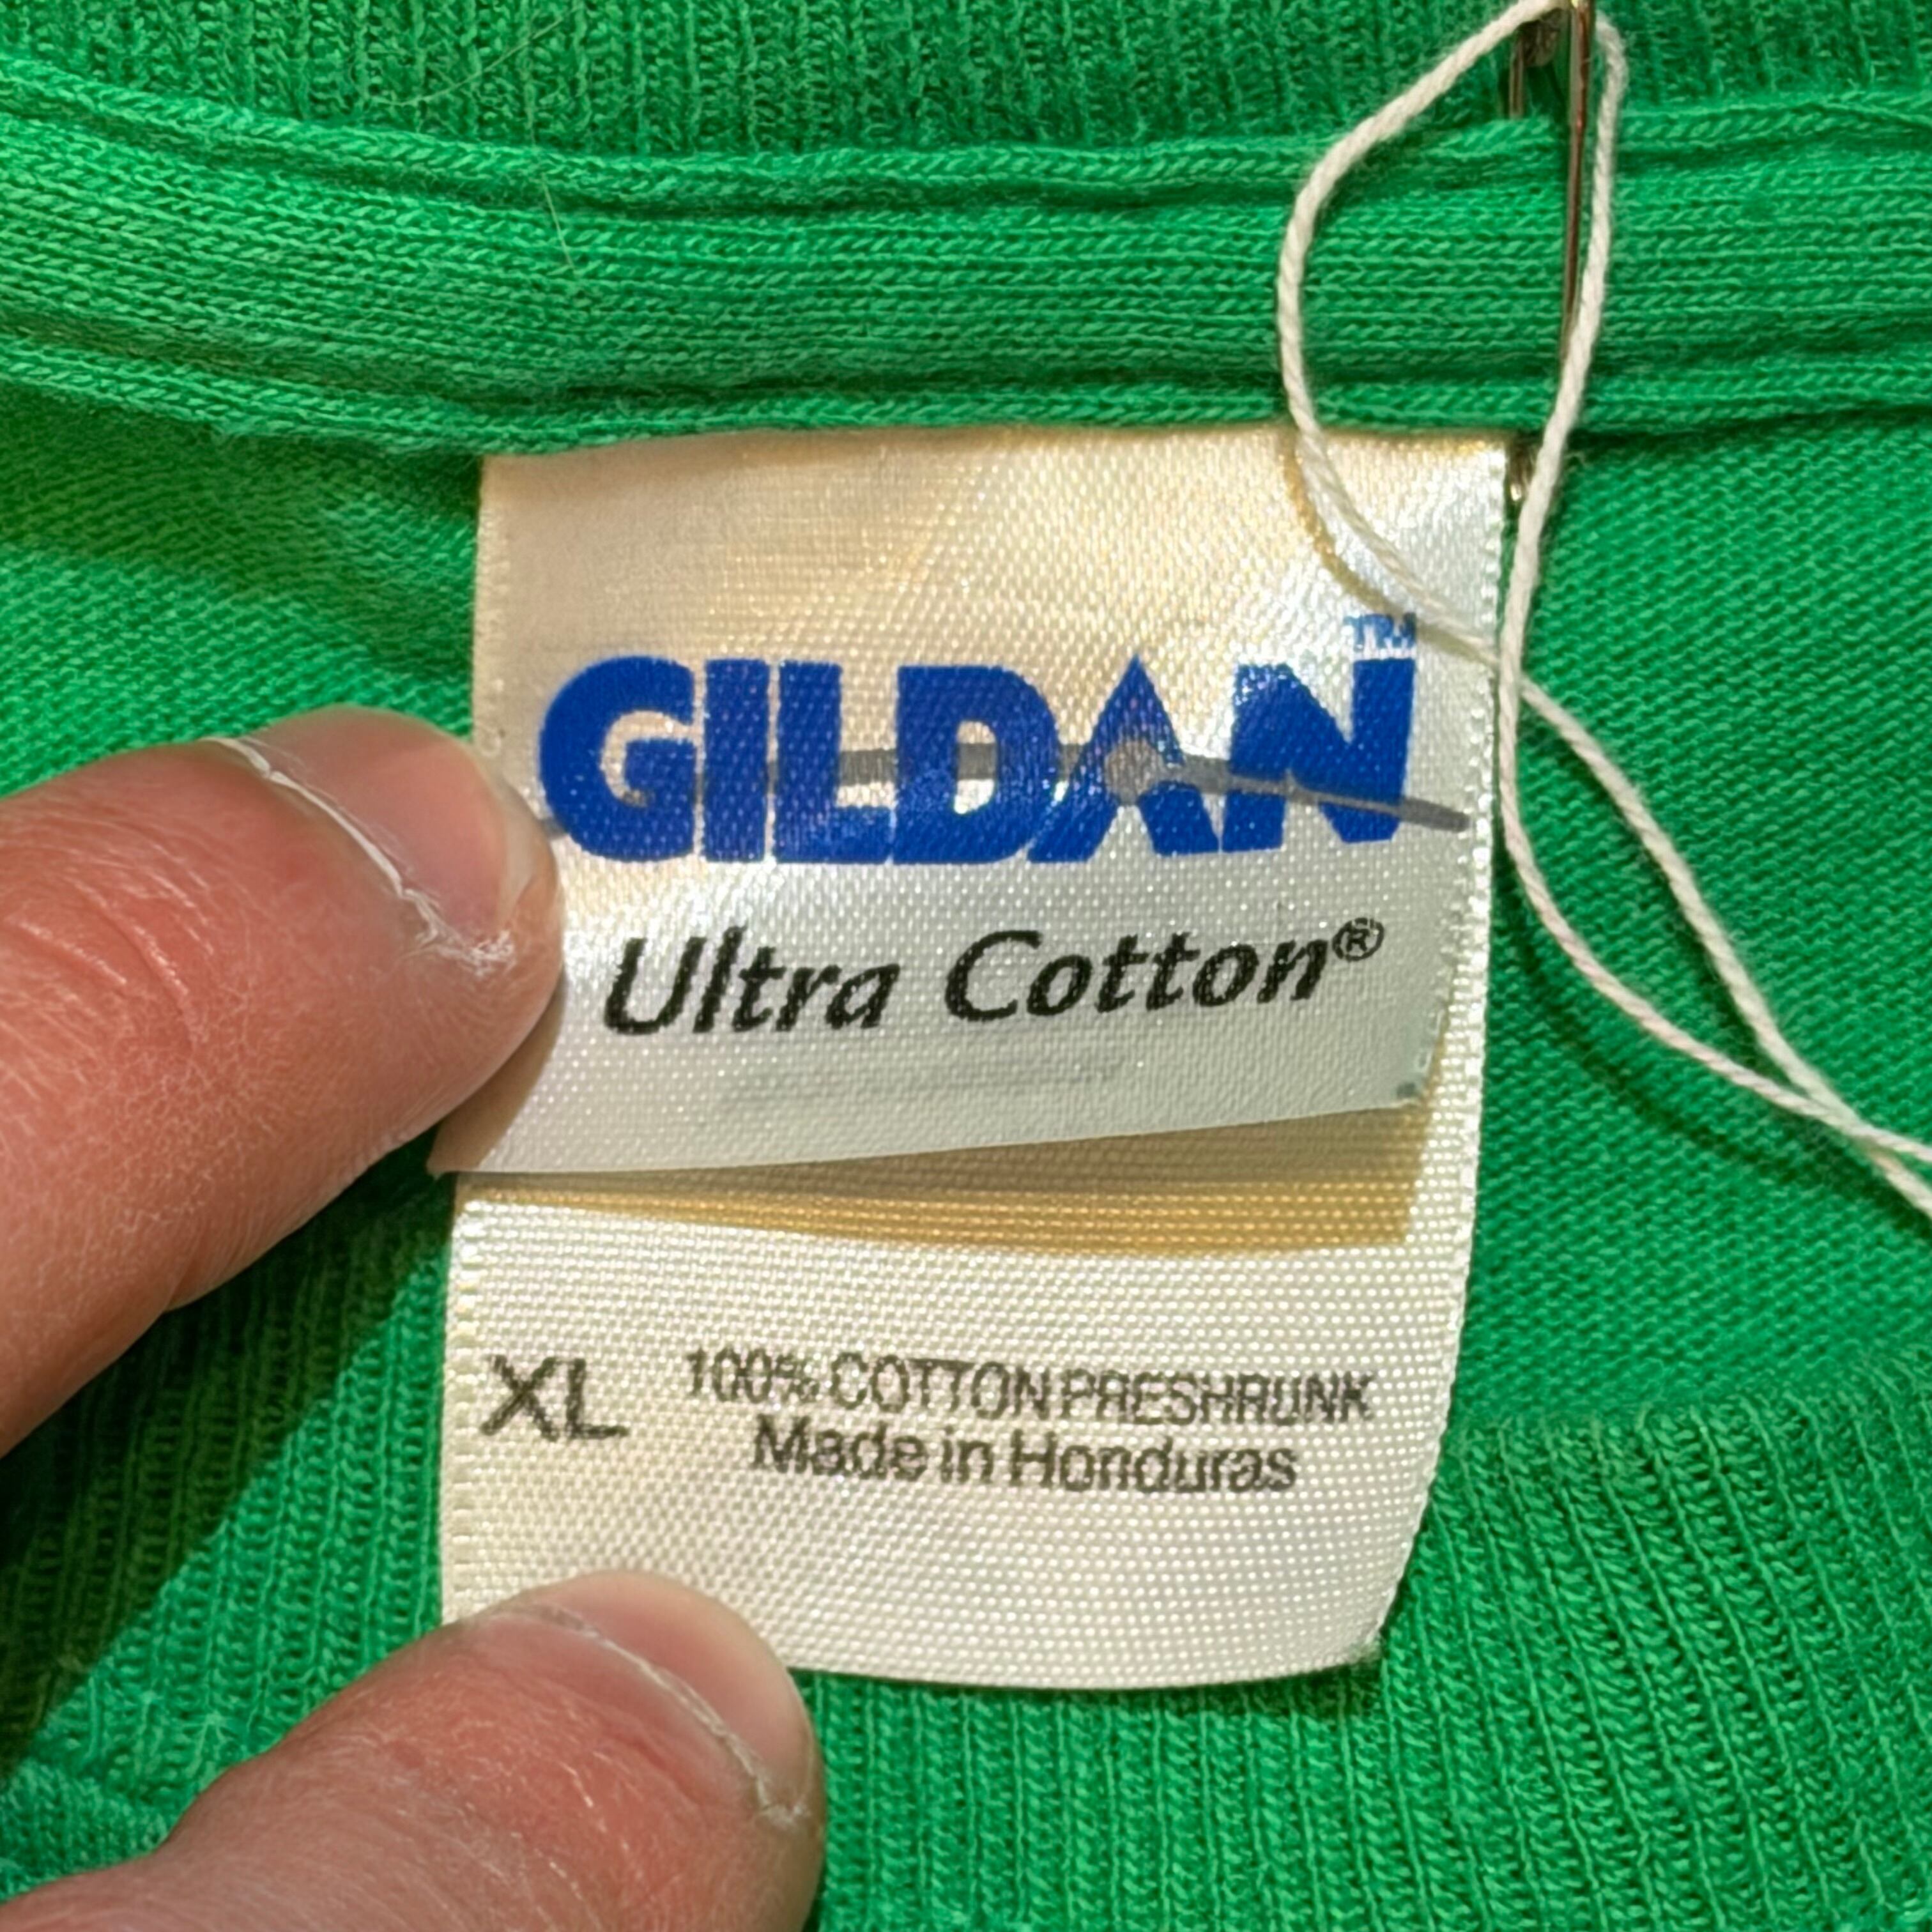 GILDAN™
Ultra Cotton®
XL 100% COTTON PRESHRUNK
Made in Honduras